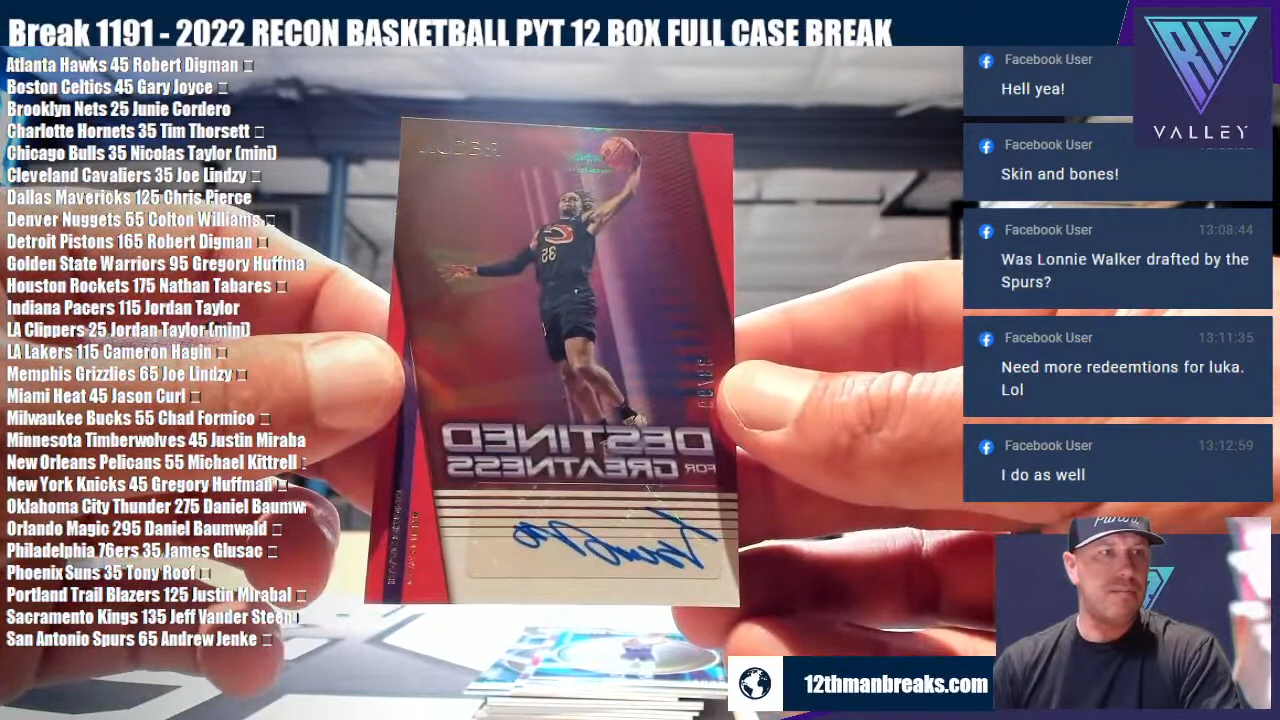 Break 1191 - 2022 RECON BASKETBALL PYT 12 BOX FULL CASE BREAK
Atlanta Hawks 45 Robert Digman
Boston Celtics 45 Gary Joyce
Brooklyn Nets 25 Junie Cordero
Charlotte Hornets 35 Tim Thorsett
Chicago Bulls 35 Nicolas Taylor (mini)
Cleveland Cavaliers 35 Joe Lindzy
Dallas Mavericks 125 Chris Pierce
Denver Nuggets 55 Colton Williams
Detroit Pistons 165 Robert Digman
Golden State Warriors 95 Gregory Huffma
Houston Rockets 175 Nathan Tabares
Indiana Pacers 115 Jordan Taylor
LA Clippers 25 Jordan Taylor (mini)
LA Lakers 115 Cameron Hagin
Memphis Grizzlies 65 Joe Lindzy
Miami Heat 45 Jason Curl
Milwaukee Bucks 55 Chad Formico
Minnesota Timberwolves 45 Justin Miraba
New Orleans Pelicans 55 Michael Kittrell
New York Knicks 45 Gregory Huffman
Oklahoma City Thunder 275 Daniel Baumw
Orlando Magic 295 Daniel Baumwald
Philadelphia 76ers 35 James Glusac
Phoenix Suns 35 Tony Roof
Portland Trail Blazers 125 Justin Mirabal
Sacramento Kings 135 Jeff Vander Steen
San Antonio Spurs 65 Andrew Jenke
RECON
35
DESTINED
FOR GREATNESS
Facebook User
Hell yea!
Facebook User
Skin and bones!
Facebook User 13:08:44
Was Lonnie Walker drafted by the
Spurs?
Facebook User 13:11:35
Need more redeemtions for luka.
Lol
Facebook User 13:12:59
I do as well
RIP
VALLEY
12thmanbreaks.com